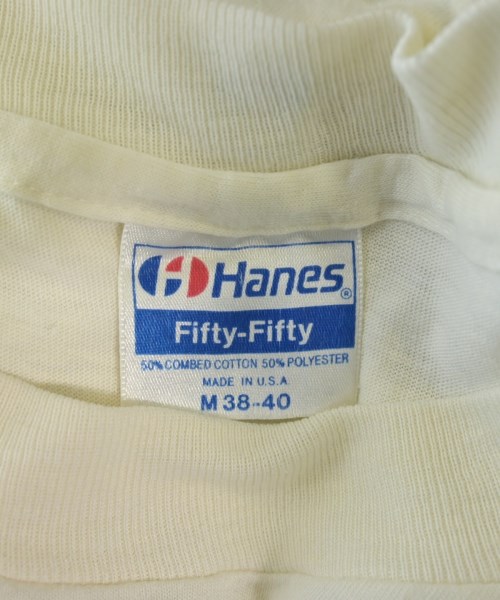 Hanes®
Fifty-Fifty
50% COMBED COTTON 50% POLYESTER
MADE IN U.S.A.
M 38-40